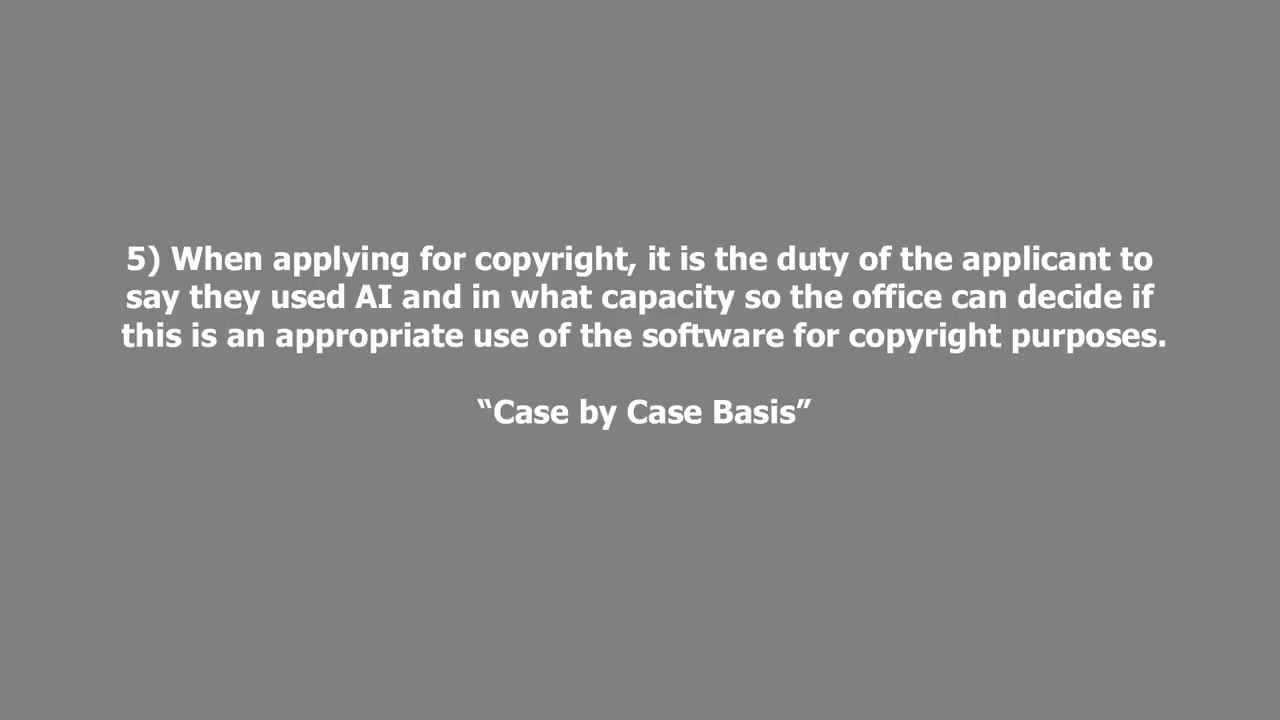 5) When applying for copyright, it is the duty of the applicant to
say they used AI and in what capacity so the office can decide if
this is an appropriate use of the software for copyright purposes.
“Case by Case Basis”